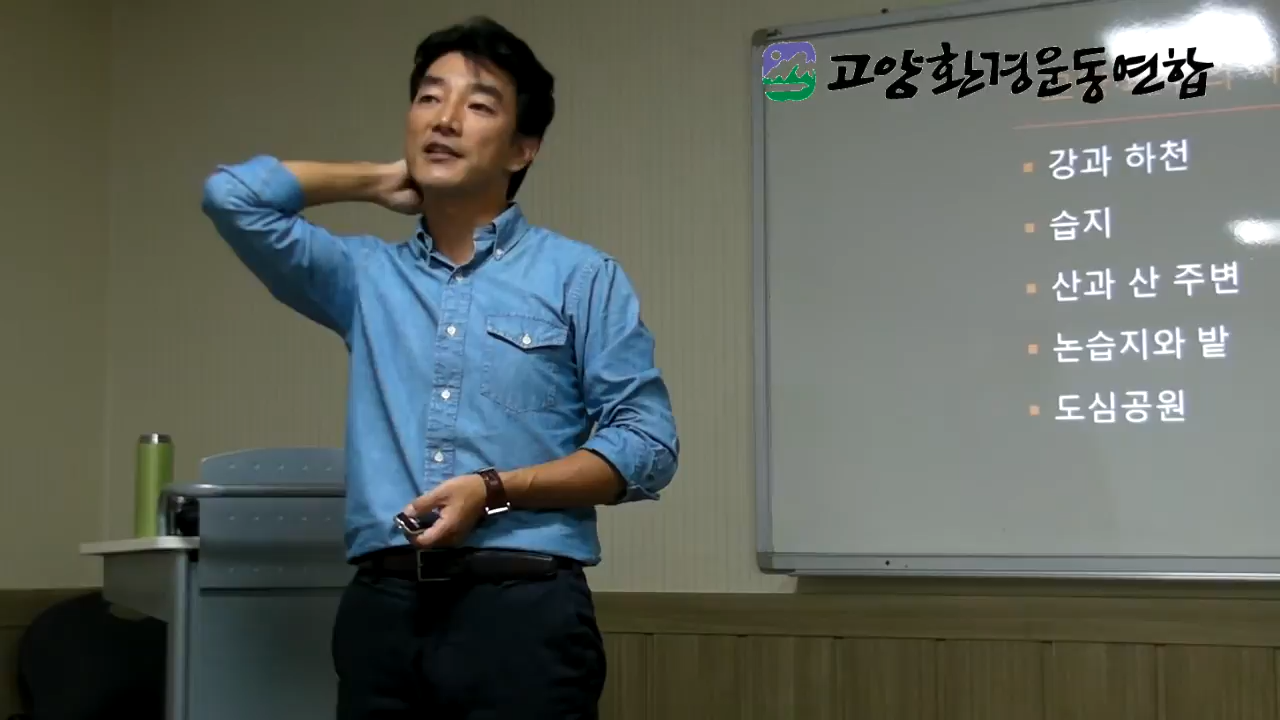 고양환경운동연합
강과 하천
습지
산과 산 주변
논습지와 밭
도심공원